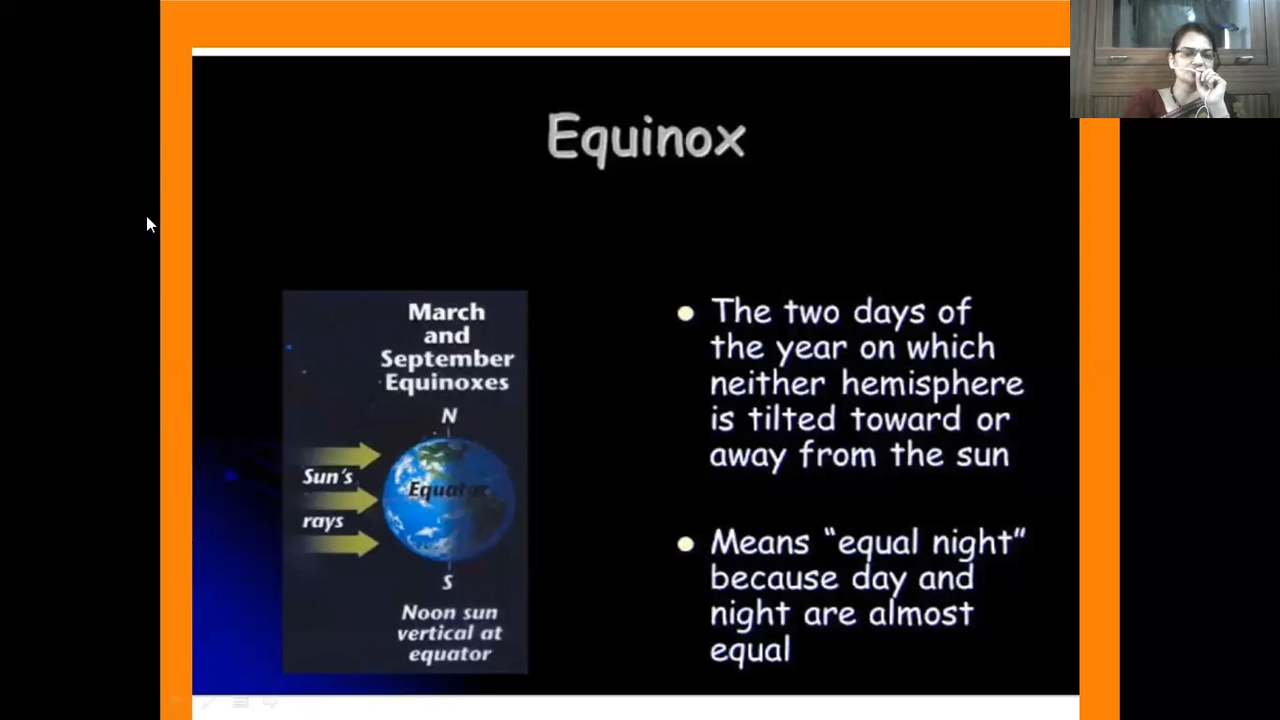 Equinox
March
and
September
Equinoxes
N
Sun's
rays
Equator
S
Noon sun
vertical at
equator
The two days of
the year on which
neither hemisphere
is tilted toward or
away from the sun
Means “equal night”
because day and
night are almost
equal